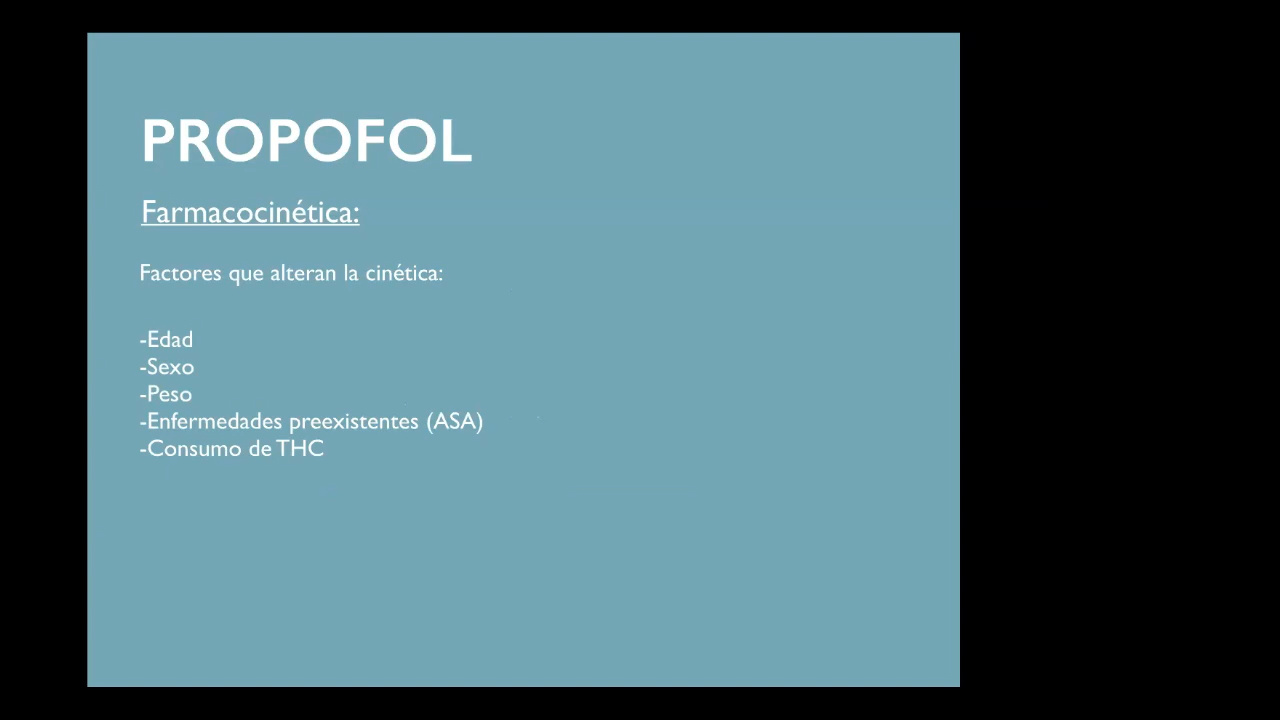 PROPOFOL
Farmacocinética:
Factores que alteran la cinética:
-Edad
-Sexo
-Peso
-Enfermedades preexistentes (ASA)
-Consumo de THC